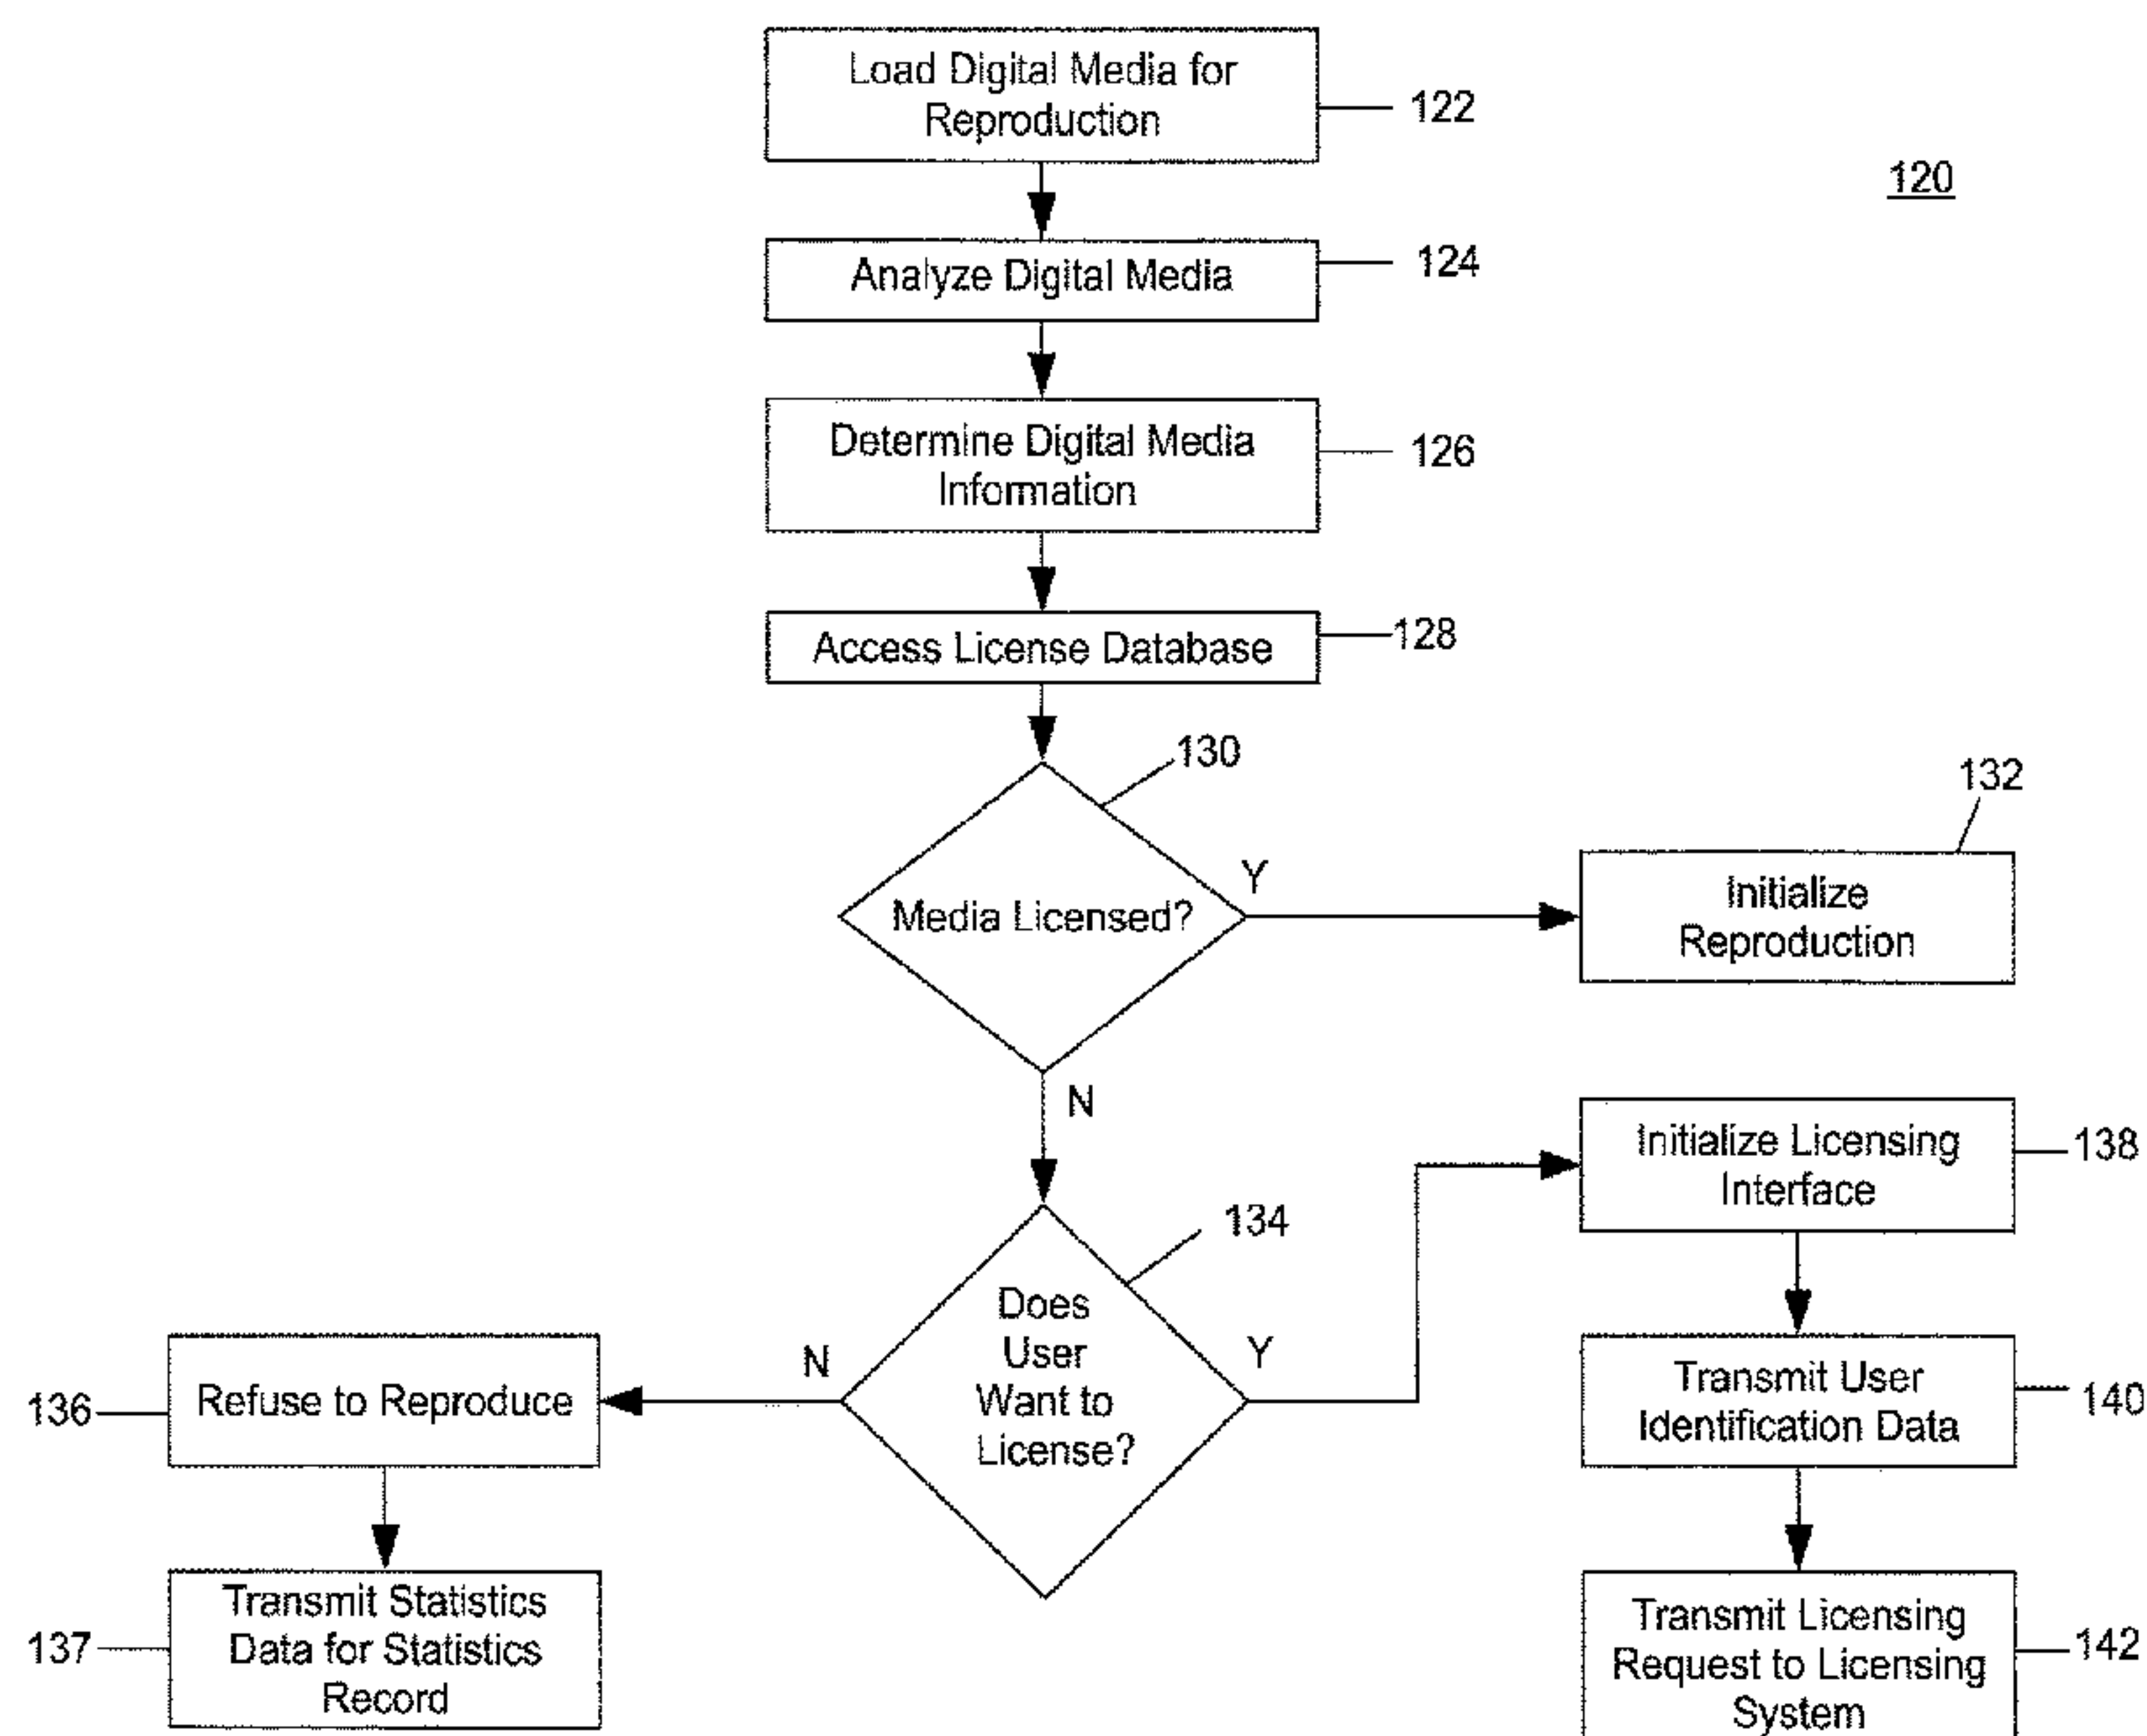 Load Digital Media for
Reproduction
122
120
Analyze Digital Media
124
Determine Digital Media
Information
126
Access License Database
128
130
Media Licensed?
Y
132
Initialize
Reproduction
N
134
Does
User
Want to
License?
Y
N
Initialize Licensing
Interface
138
136
Refuse to Reproduce
Transmit User
Identification Data
140
137
Transmit Statistics
Data for Statistics
Record
Transmit Licensing
Request to Licensing
System
142